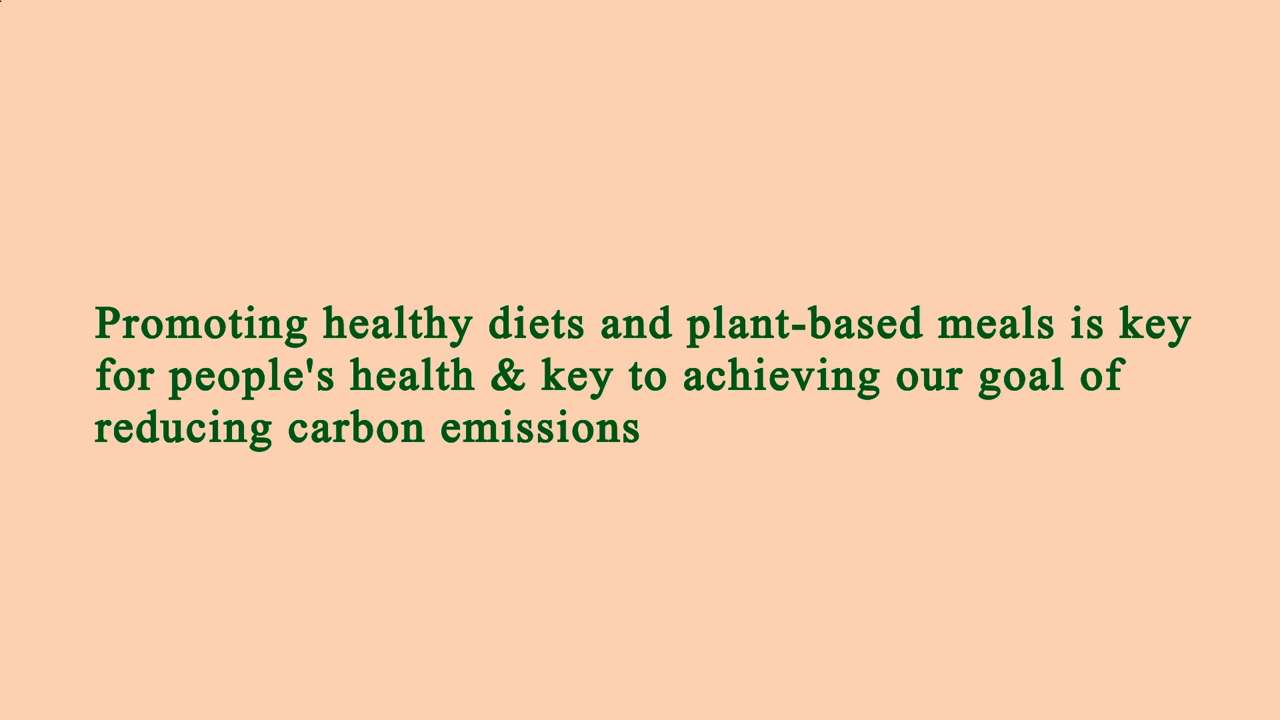 Promoting healthy diets and plant-based meals is key
for people's health & key to achieving our goal of
reducing carbon emissions